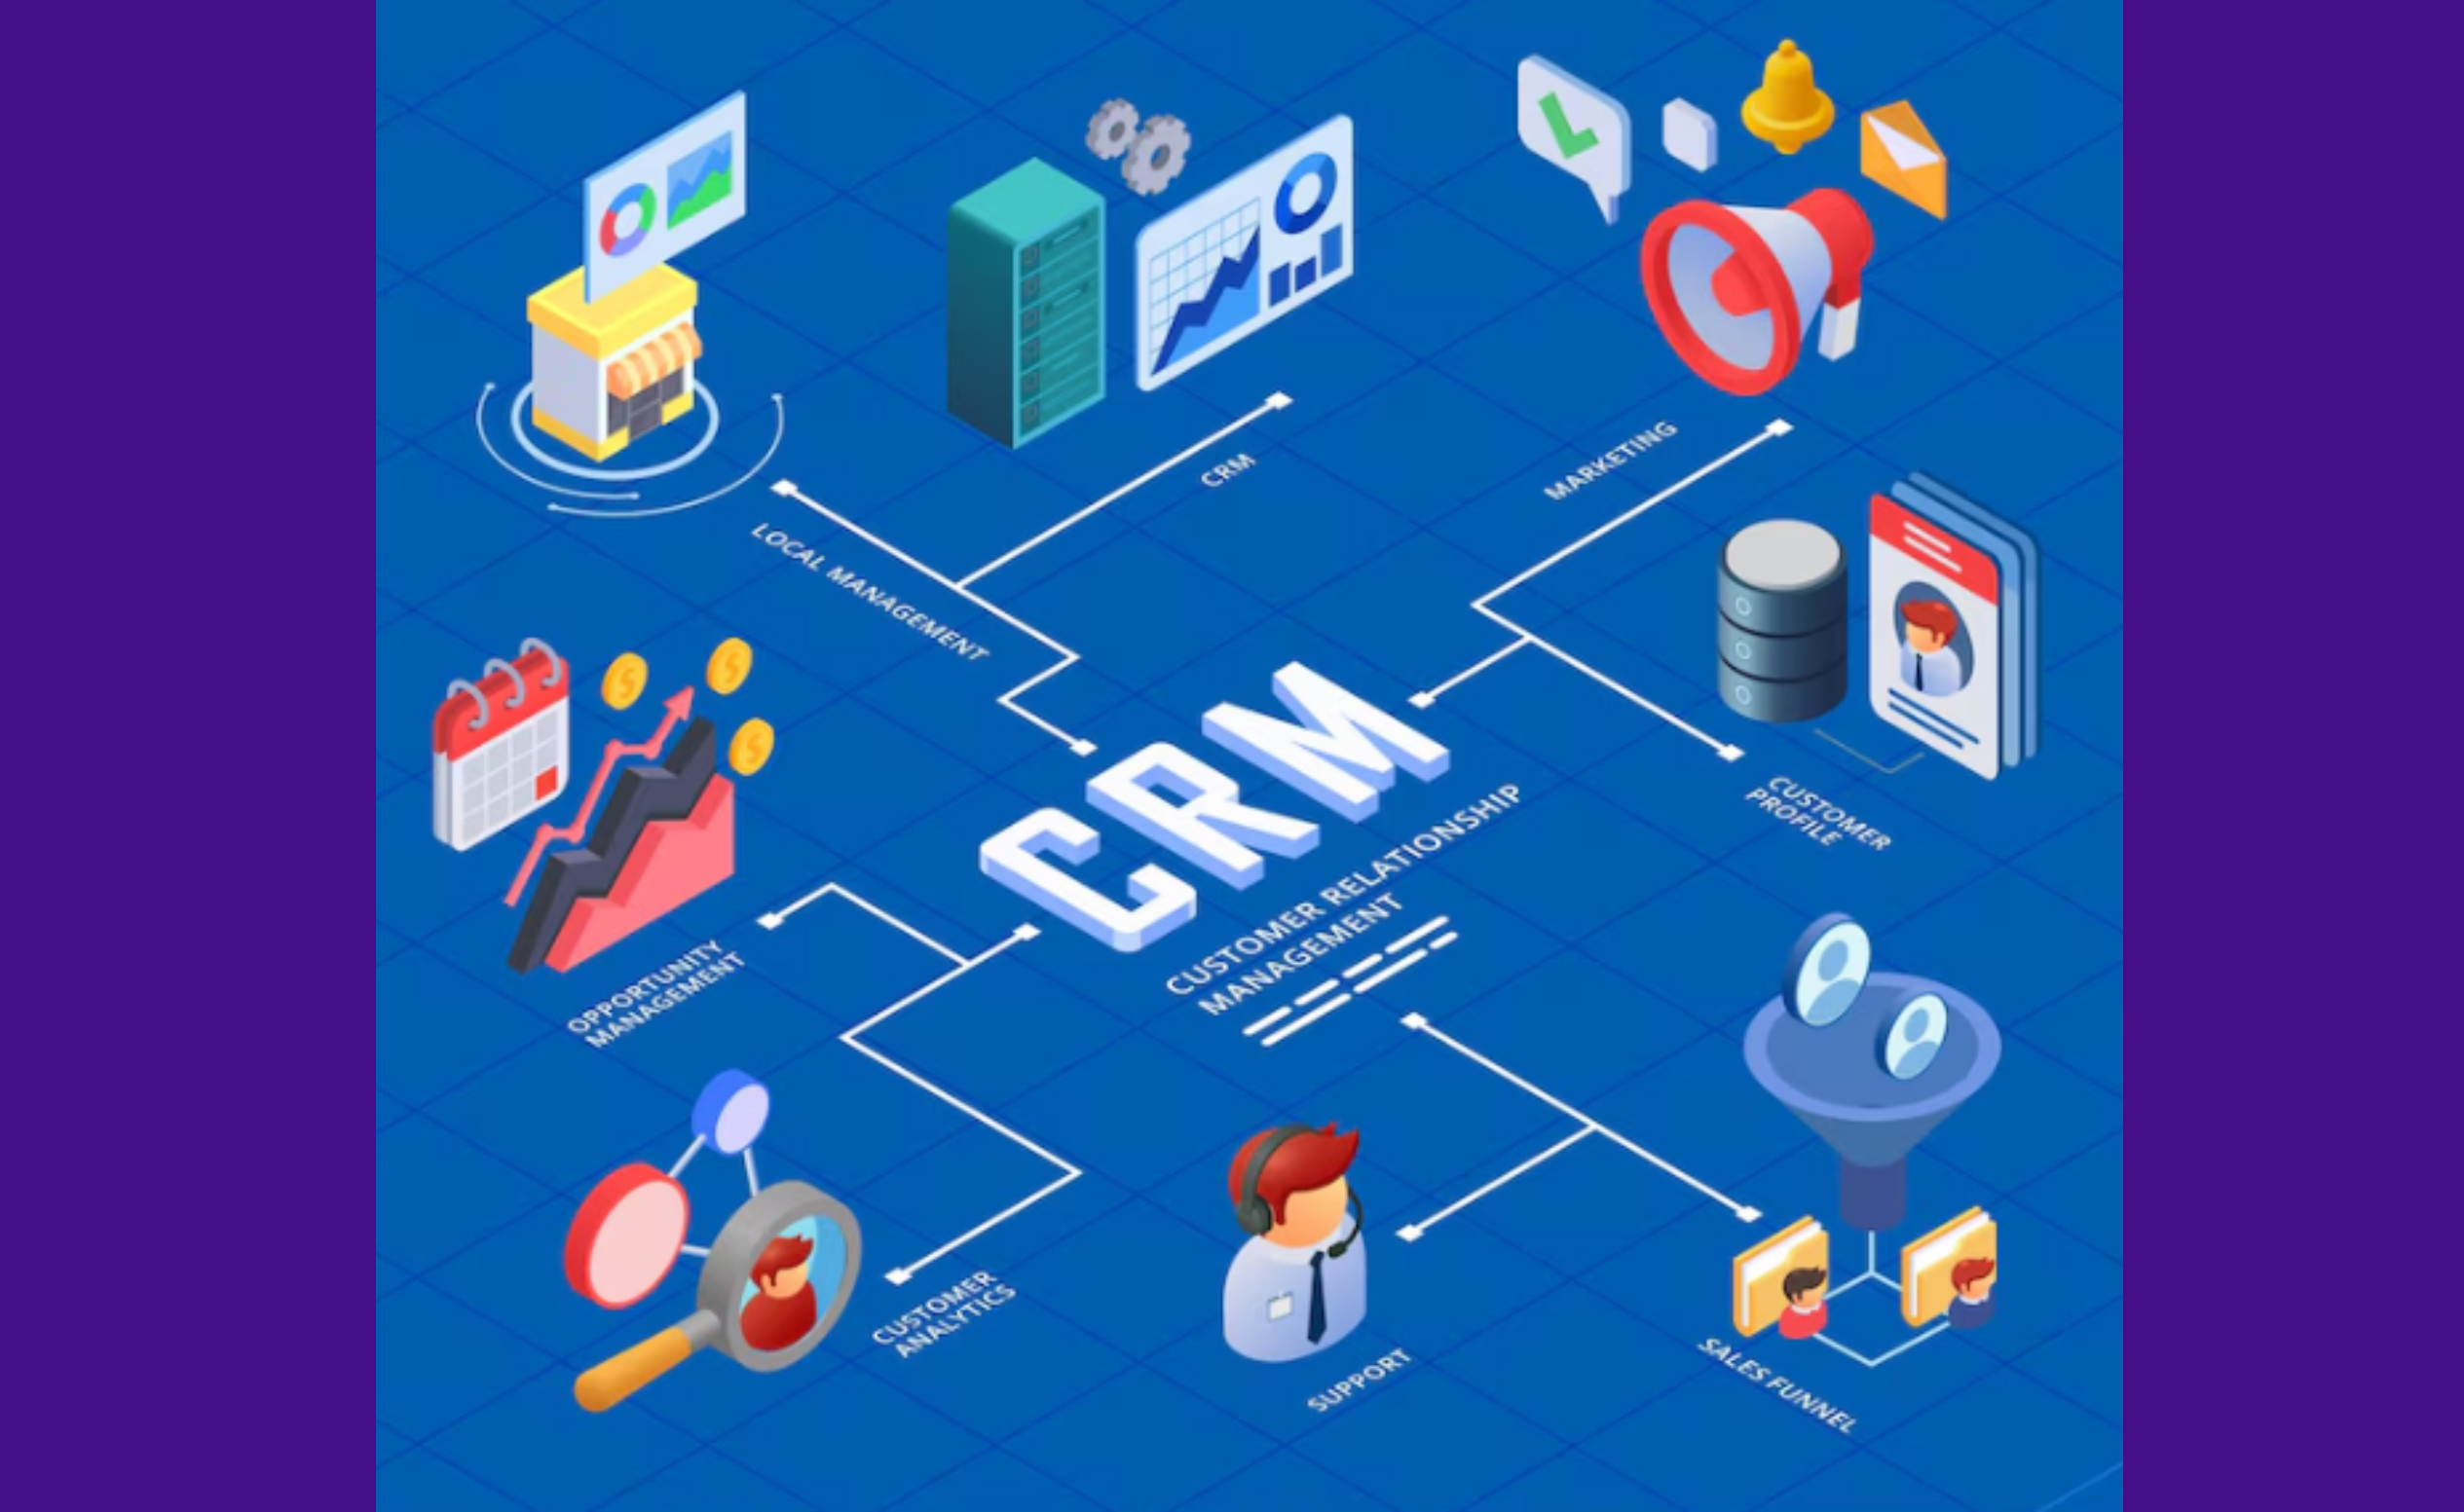 CRM
MARKETING
LOCAL MANAGEMENT
CRM
CUSTOMER RELATIONSHIP
MANAGEMENT
CUSTOMER
PROFILE
OPPORTUNITY
MANAGEMENT
CUSTOMER
ANALYTICS
SUPPORT
SALES FUNNEL